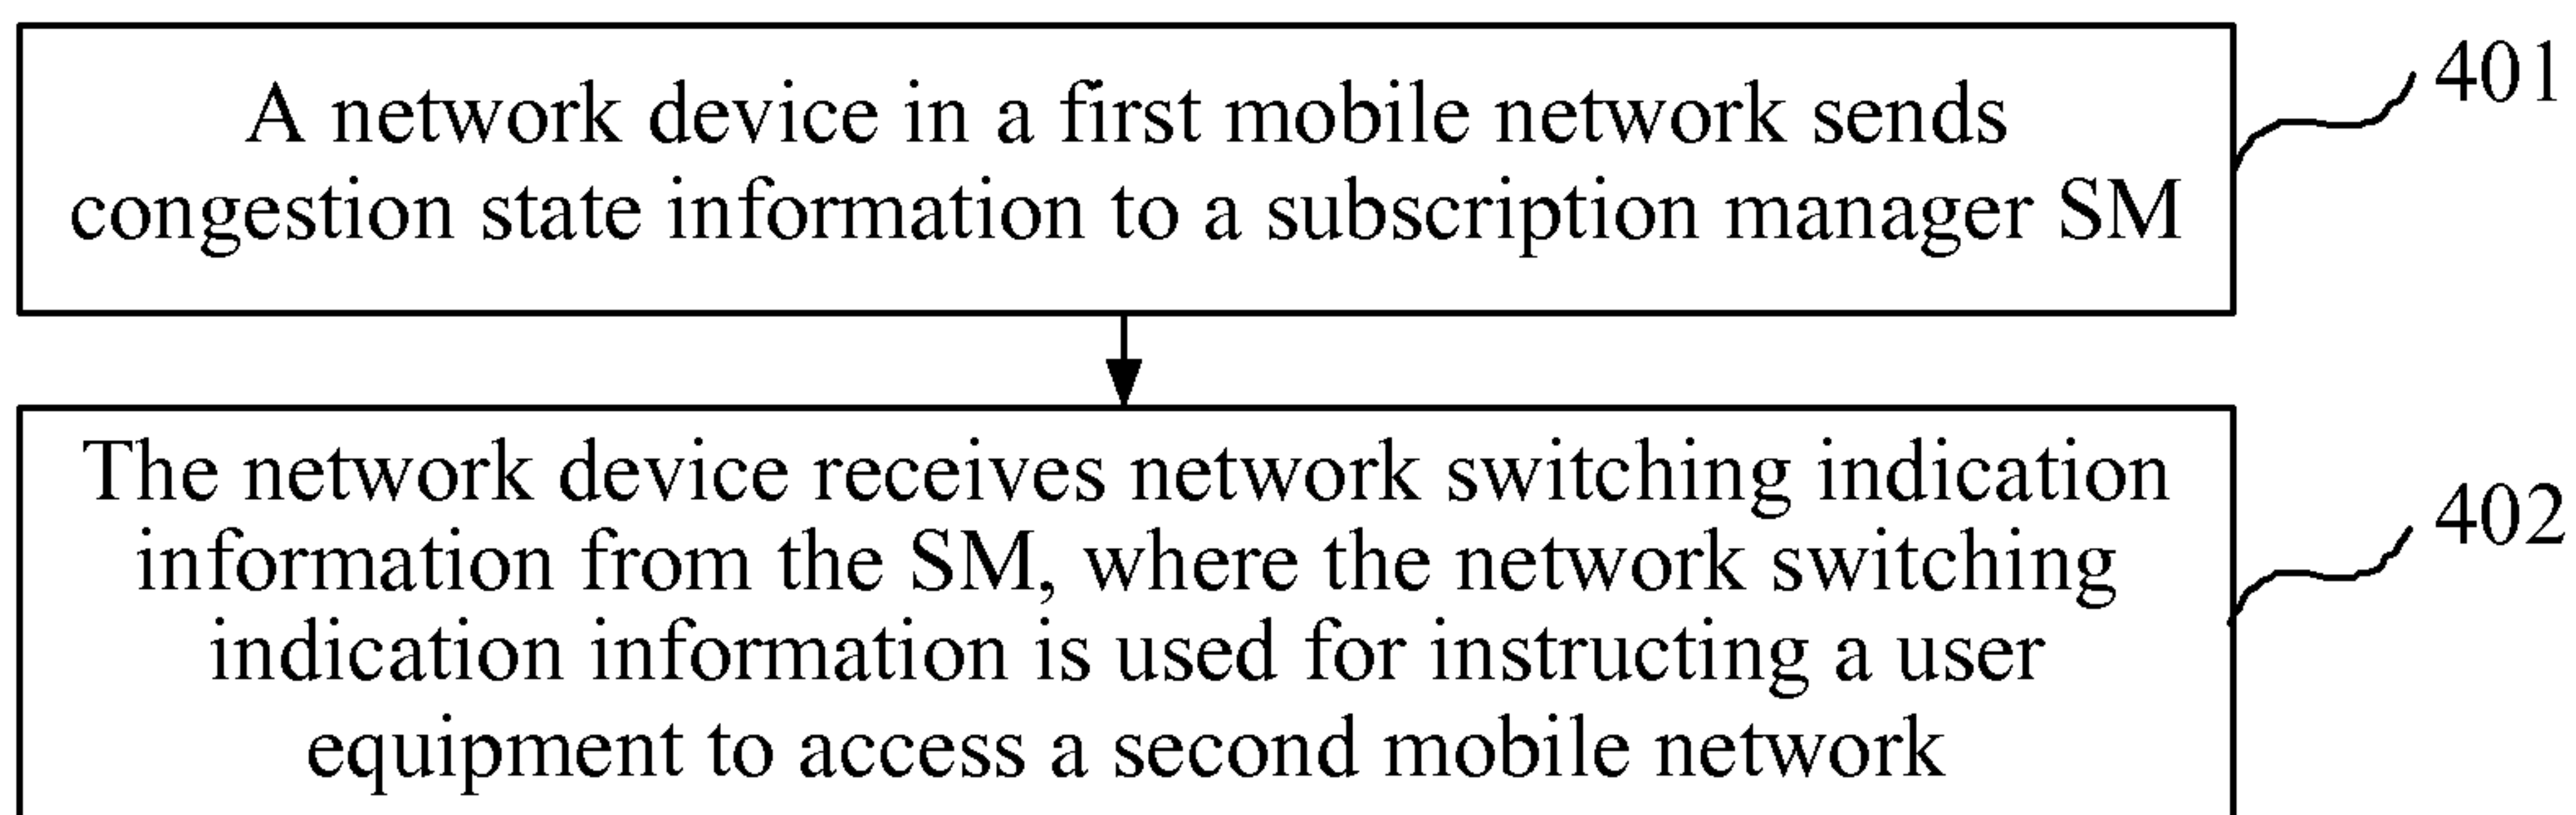 A network device in a first mobile network sends
congestion state information to a subscription manager SM
401
The network device receives network switching indication
information from the SM, where the network switching
indication information is used for instructing a user
equipment to access a second mobile network
402